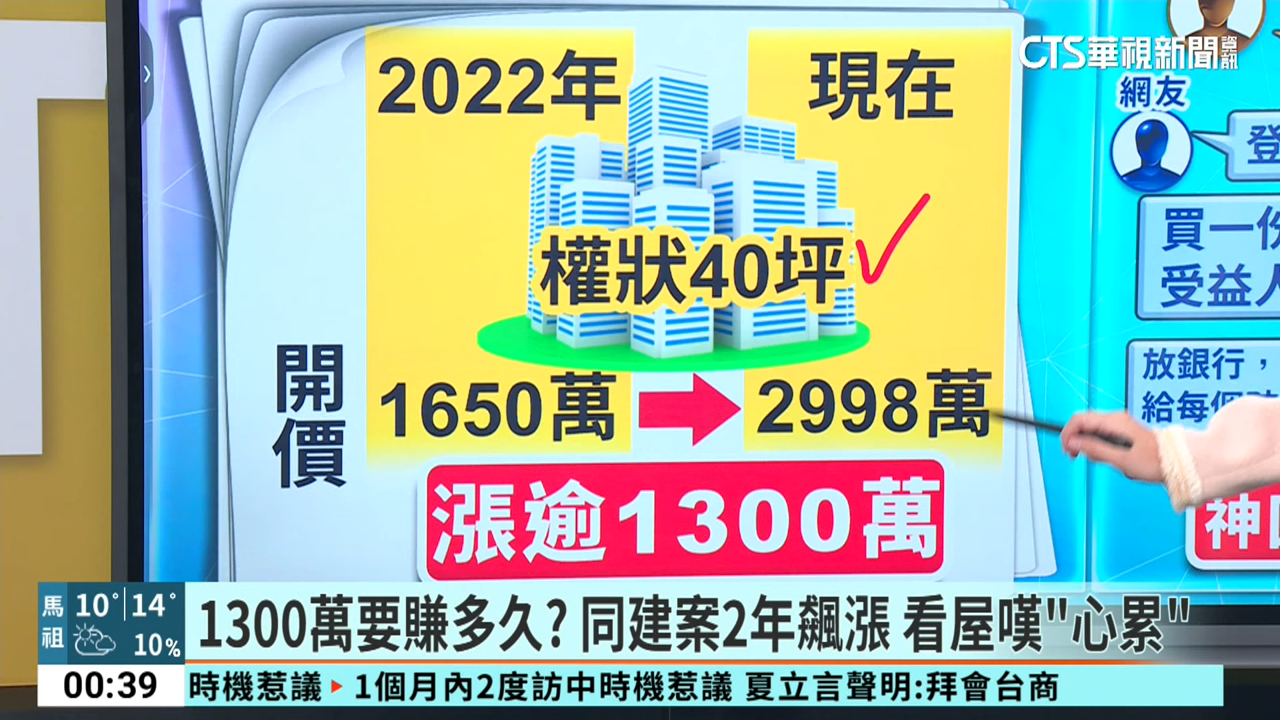 CTS華視新聞資訊
2022年
現在
權狀40坪
開價
1650萬
2998萬
漲逾1300萬
網友
登
買一份
受益人
放銀行，
給每個
神
馬祖
10°
14°
10%
1300萬要賺多久? 同建案2年飆漲 看屋嘆"心累"
00:39
時機惹議 ▸ 1個月內2度訪中時機惹議 夏立言聲明:拜會台商